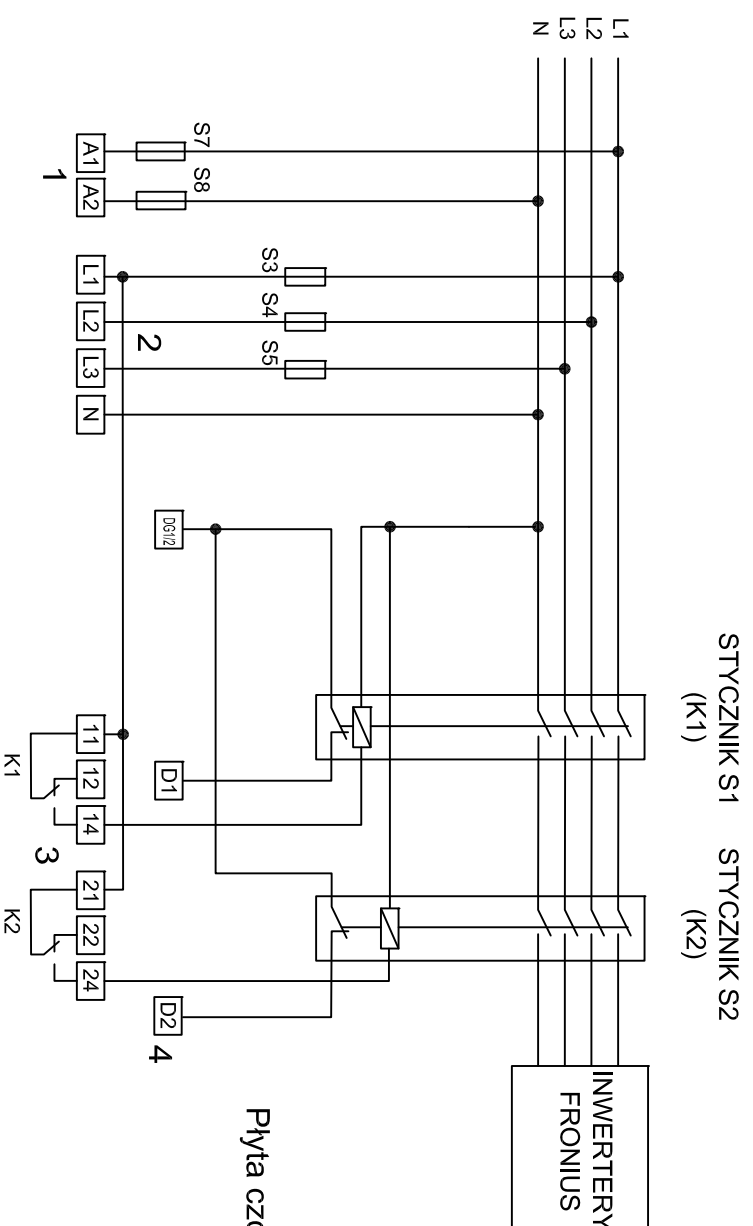 STYCZNIK S1
(K1)
STYCZNIK S2
(K2)
L1
L2
L3
N
INWERTERY
FRONIUS
S7
S8
S3
S4
S5
Płyta czo
DG1/2
D1
D2
4
A1
A2
1
L1
L2
L3
N
2
11
12
14
K1
3
21
22
24
K2